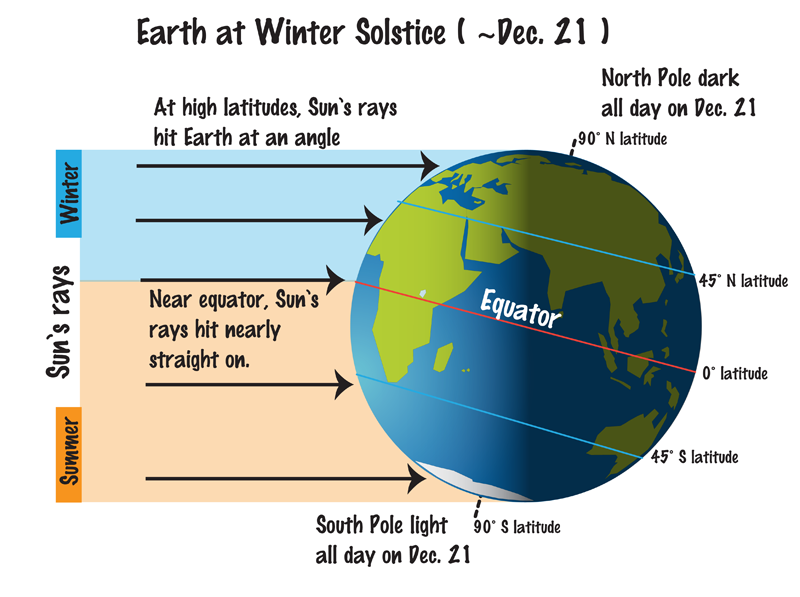 Earth at Winter Solstice ( ~Dec. 21 )
North Pole dark
all day on Dec. 21
At high latitudes, Sun`s rays
hit Earth at an angle
90˚ N latitude
Winter
45˚ N latitude
Sun`s rays
Near equator, Sun`s
rays hit nearly
straight on.
Equator
0˚ latitude
Summer
45˚ S latitude
South Pole light
all day on Dec. 21
90˚ S latitude